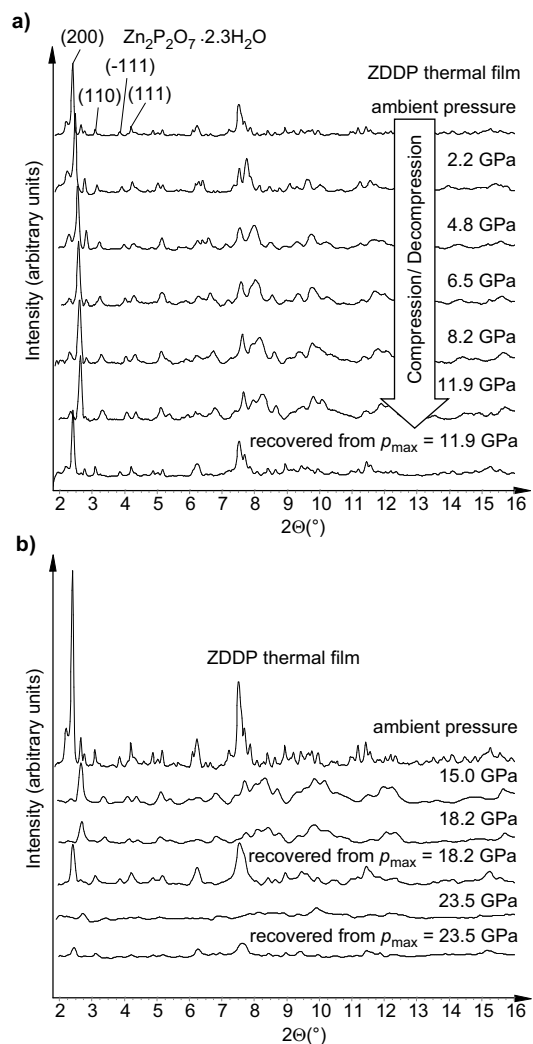 a)
(200) Zn₂P₂O₇ ·2.3H₂O
(-111)
(110) (111)
ZDDP thermal film
ambient pressure
2.2 GPa
4.8 GPa
6.5 GPa
8.2 GPa
11.9 GPa
recovered from pmax = 11.9 GPa
Compression/ Decompression
Intensity (arbitrary units)
2 3 4 5 6 7 8 9 10 11 12 13 14 15 16
2Θ(°)
b)
ZDDP thermal film
ambient pressure
15.0 GPa
18.2 GPa
recovered from pmax = 18.2 GPa
23.5 GPa
recovered from pmax = 23.5 GPa
Intensity (arbitrary units)
2 3 4 5 6 7 8 9 10 11 12 13 14 15 16
2Θ(°)